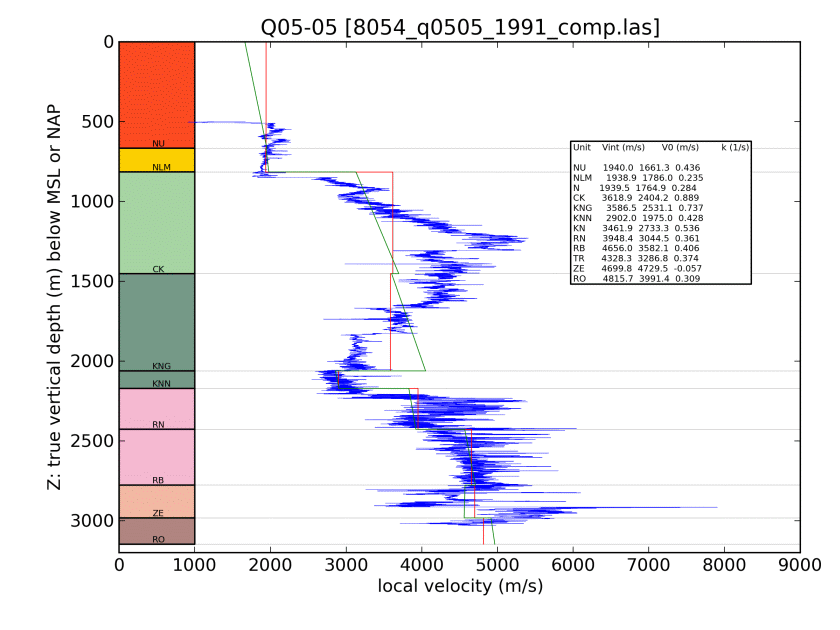 Q05-05 [8054_q0505_1991_comp.las]
Z: true vertical depth (m) below MSL or NAP
0
500
1000
1500
2000
2500
3000
NU
NLM
CK
KNG
KNN
RN
RB
ZE
RO
Unit Vint (m/s) V0 (m/s) k (1/s)
NU 1940.0 1661.3 0.436
NLM 1938.9 1786.0 0.235
N 1939.5 1764.9 0.284
CK 3618.9 2404.2 0.889
KNG 3586.5 2531.1 0.737
KNN 2902.0 1975.0 0.428
KN 3461.9 2733.3 0.536
RN 3948.4 3044.5 0.361
RB 4656.0 3582.1 0.406
TR 4328.3 3286.8 0.374
ZE 4699.8 4729.5 -0.057
RO 4815.7 3991.4 0.309
0 1000 2000 3000 4000 5000 6000 7000 8000 9000
local velocity (m/s)